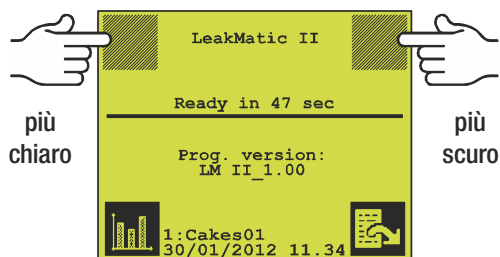 LeakMatic II
Ready in 47 sec
più
chiaro
più
scuro
Prog. version:
LM II_1.00
1:Cakes01
30/01/2012 11.34